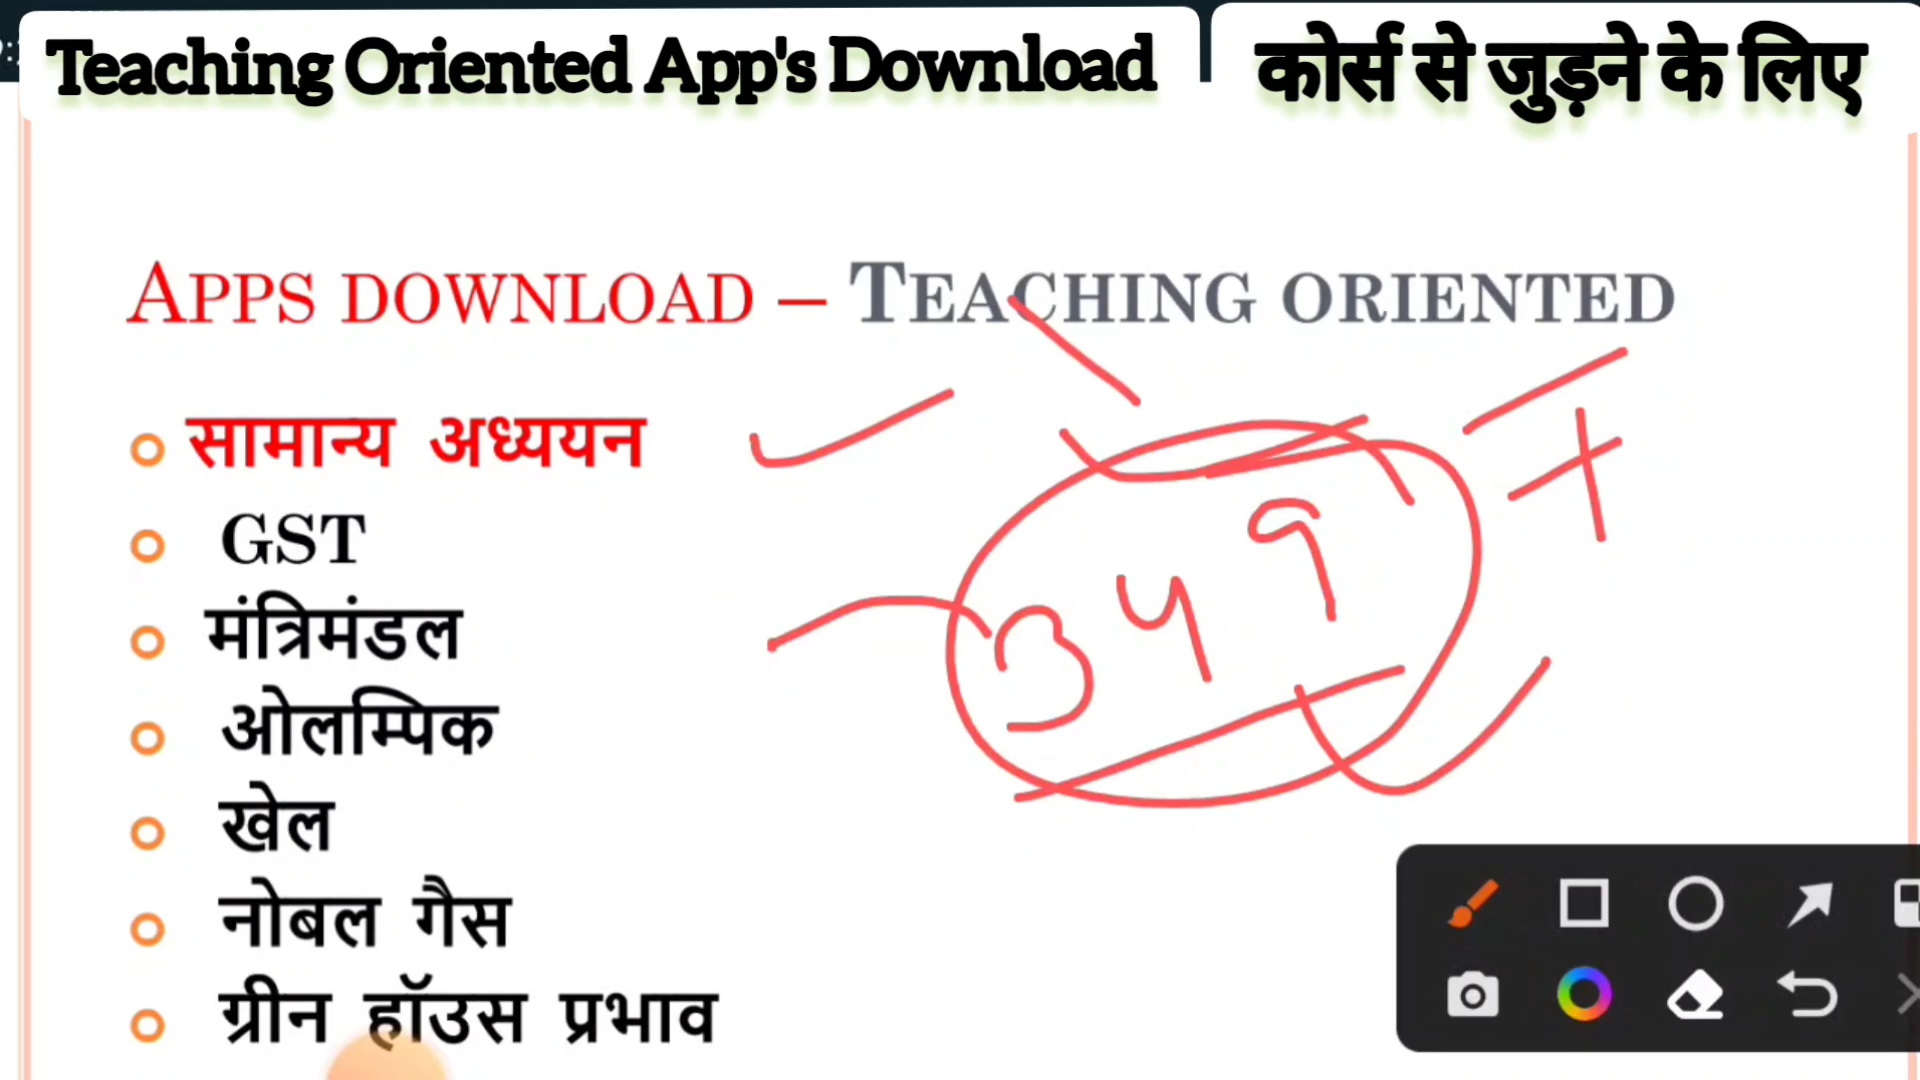 Teaching Oriented App's Download
कोर्स से जुड़ने के लिए
APPS DOWNLOAD – TEACHING ORIENTED
सामान्य अध्ययन
GST
मंत्रिमंडल
ओलम्पिक
खेल
नोबल गैस
ग्रीन हॉउस प्रभाव
349